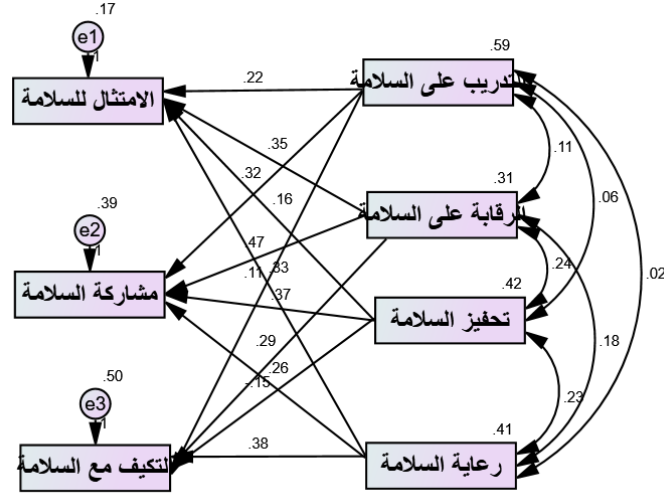 .17
e1
1
الامتثال للسلامة
.59
التدريب على السلامة
.22
.35
.32
.16
.11
.06
.31
الرقابة على السلامة
.39
e2
1
مشاركة السلامة
.47
.11
.33
.37
.24
.02
.42
تحفيز السلامة
.18
.29
.26
-.15
.23
.50
e3
1
التكيف مع السلامة
.38
.41
رعاية السلامة